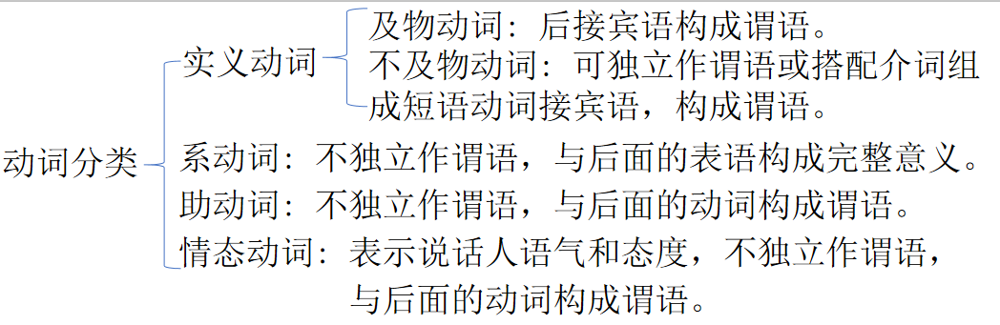 及物动词：后接宾语构成谓语。
实义动词
不及物动词：可独立作谓语或搭配介词组
成短语动词接宾语，构成谓语。
动词分类
系动词：不独立作谓语，与后面的表语构成完整意义。
助动词：不独立作谓语，与后面的动词构成谓语。
情态动词：表示说话人语气和态度，不独立作谓语，
与后面的动词构成谓语。